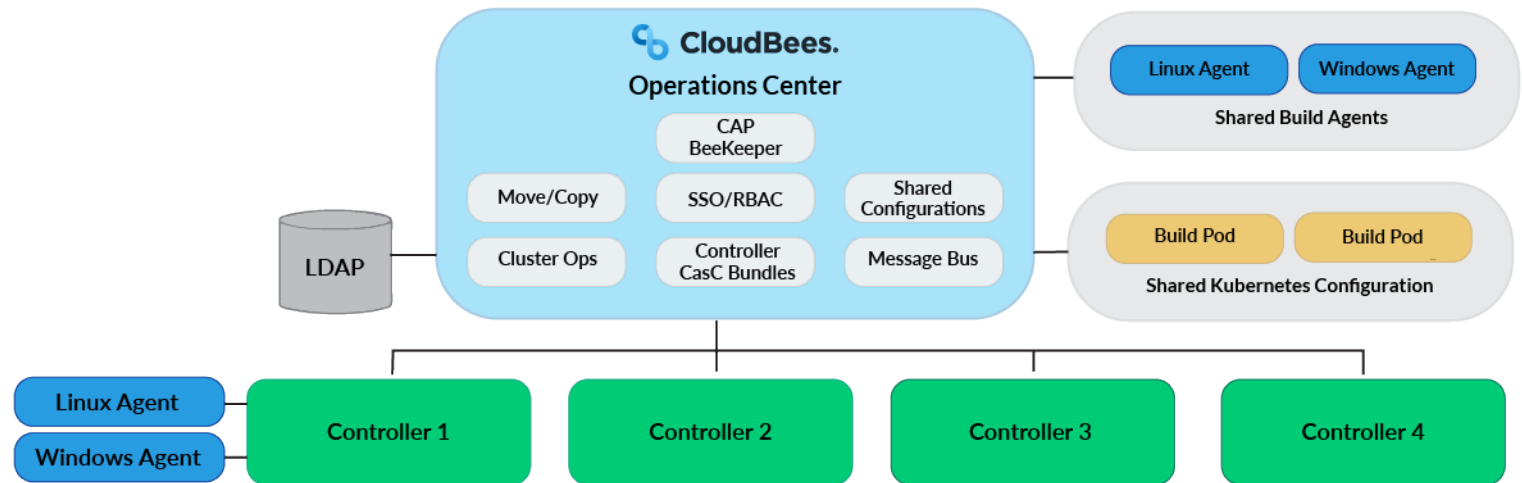 CloudBees.
Operations Center
CAP
BeeKeeper
Move/Copy
SSO/RBAC
Shared
Configurations
Cluster Ops
Controller
CasC Bundles
Message Bus
LDAP
Linux Agent
Windows Agent
Shared Build Agents
Build Pod
Build Pod
Shared Kubernetes Configuration
Linux Agent
Windows Agent
Controller 1
Controller 2
Controller 3
Controller 4